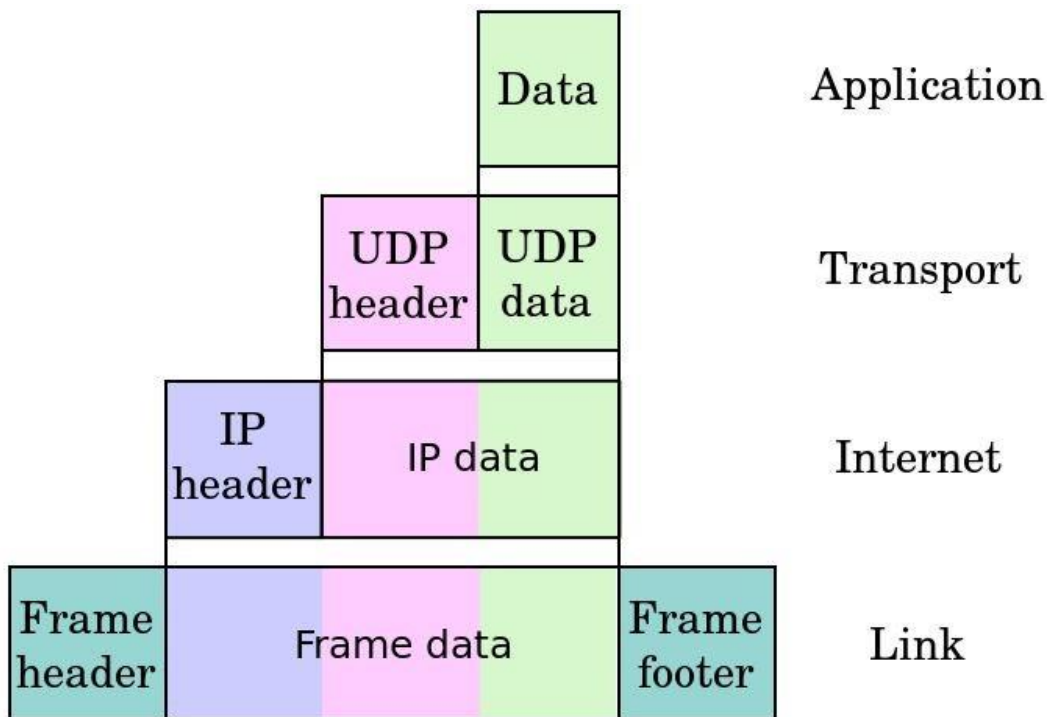 Data
Application
UDP
header
UDP
data
Transport
IP
header
IP data
Internet
Frame
header
Frame data
Frame
footer
Link